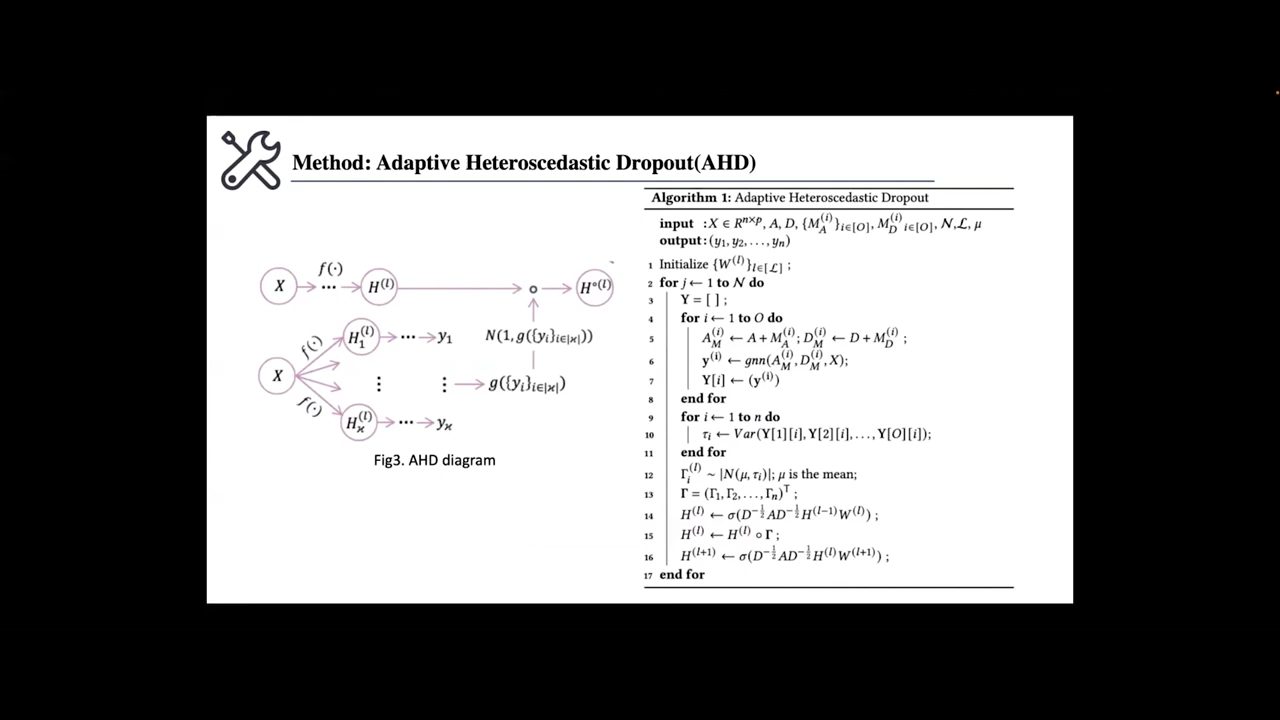 Method: Adaptive Heteroscedastic Dropout(AHD)
X
f(·)
...
H^(l)
∘
H∘^(l)
X
f(·)
f(·)
H_1^(l)
... y_1
N(1,g({y_i}_{i∈|ϰ|}))
⋮
⋮
g({y_i}_{i∈|ϰ|})
H_ϰ^(l)
... y_ϰ
Fig3. AHD diagram
Algorithm 1: Adaptive Heteroscedastic Dropout
input :X ∈ R^{n×p}, A, D, {M_A^(i)}_{i∈[O]}, M_D^(i)_{i∈[O]}, N,L, μ
output:(y_1, y_2, . . . , y_n)
1 Initialize {W^(l)}_{l∈[L]} ;
2 for j ← 1 to N do
3 Y = [ ] ;
4 for i ← 1 to O do
5 A_M^(i) ← A + M_A^(i); D_M^(i) ← D + M_D^(i) ;
6 y^(i) ← gnn(A_M^(i), D_M^(i), X);
7 Y[i] ← (y^(i))
8 end for
9 for i ← 1 to n do
10 τ_i ← Var(Y[1][i], Y[2][i], . . . , Y[O][i]);
11 end for
12 Γ_i^(l) ∼ |N(μ, τ_i)|; μ is the mean;
13 Γ = (Γ_1, Γ_2, . . . , Γ_n)^⊤ ;
14 H^(l) ← σ(D^{-1/2}AD^{-1/2}H^(l−1)W^(l)) ;
15 H^(l) ← H^(l) ∘ Γ ;
16 H^(l+1) ← σ(D^{-1/2}AD^{-1/2}H^(l)W^(l+1)) ;
17 end for